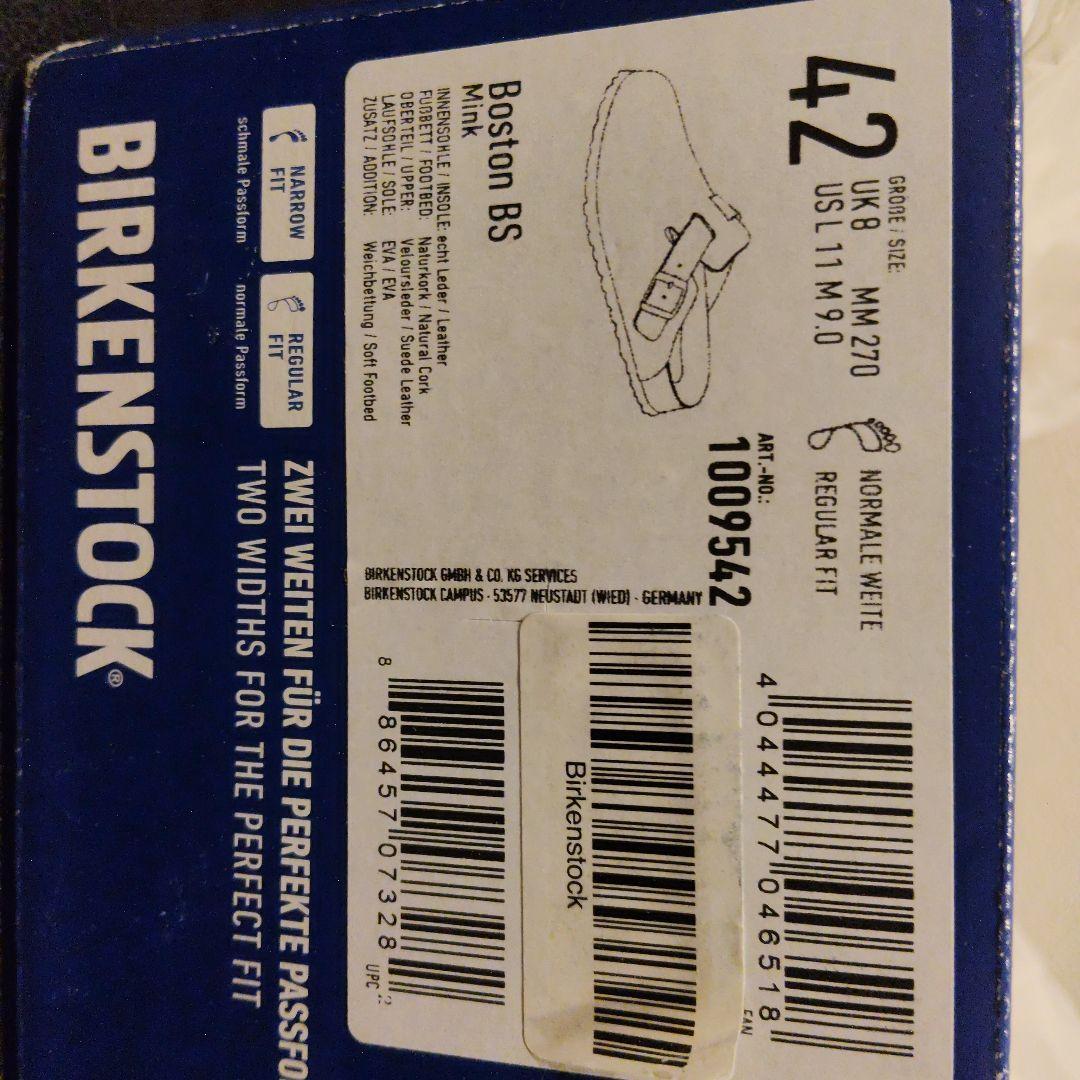 42
GRÖßE / SIZE:
UK 8 MM 270
US L 11 M 9.0
NORMALE WEITE
REGULAR FIT
ART.-NO.:
1009542
4 044477 046518
EAN
Boston BS
Mink
INNENSOHLE / INSOLE: echt Leder / Leather
FUßBETT / FOOTBED: Naturkork / Natural Cork
OBERTEIL / UPPER: Veloursleder / Suede Leather
LAUFSOHLE / SOLE: EVA / EVA
ZUSATZ / ADDITION: Weichbettung / Soft Footbed
BIRKENSTOCK GMBH & CO. KG SERVICES
BIRKENSTOCK CAMPUS · 53577 NEUSTADT (WIED) · GERMANY
Birkenstock
8 86457 07328
UPC
NARROW
FIT
schmale Passform
REGULAR
FIT
normale Passform
ZWEI WEITEN FÜR DIE PERFEKTE PASSFO
TWO WIDTHS FOR THE PERFECT FIT
BIRKENSTOCK®